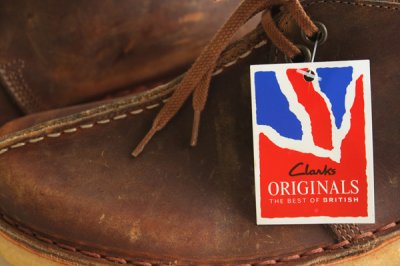 Clarks
ORIGINALS
THE BEST OF BRITISH